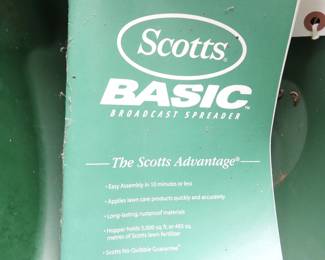 Scotts®
BASIC™
BROADCAST SPREADER
The Scotts Advantage®
• Easy Assembly in 10 minutes or less
• Applies lawn care products quickly and accurately
• Long-lasting rustproof materials
• Hopper holds 5,000 sq. ft. or 465 sq.
metres of Scotts lawn fertilizer
• Scotts No-Quibble Guarantee™